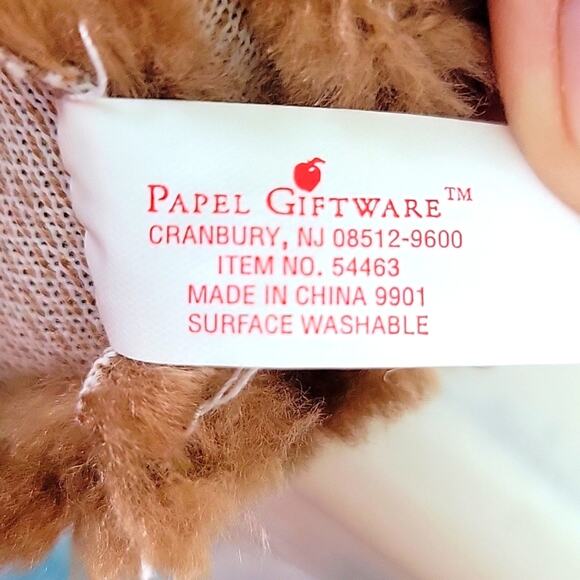 PAPEL GIFTWARE™
CRANBURY, NJ 08512-9600
ITEM NO. 54463
MADE IN CHINA 9901
SURFACE WASHABLE